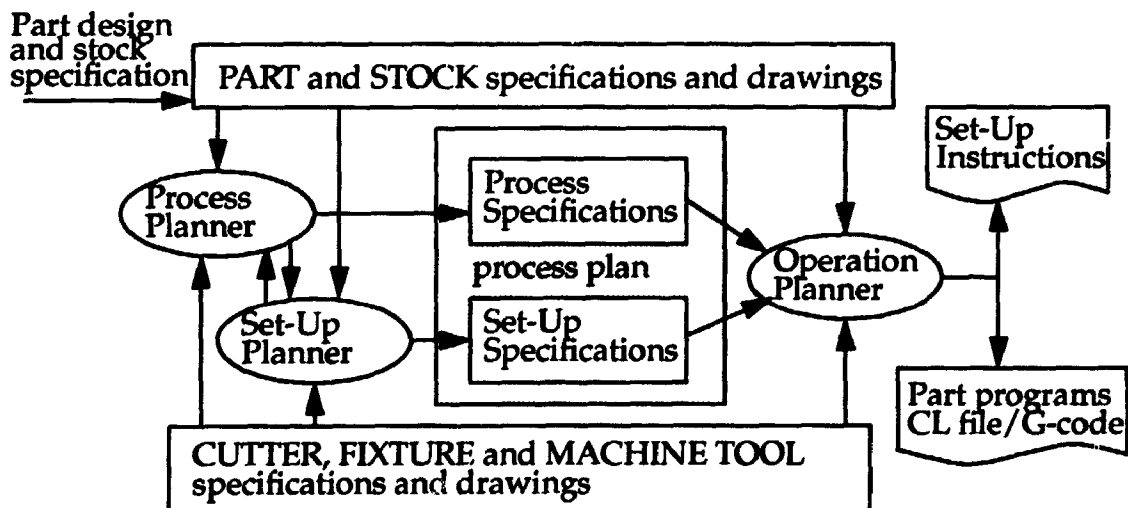 Part design
and stock
specification
PART and STOCK specifications and drawings
Set-Up
Instructions
Process
Planner
Process
Specifications
process plan
Operation
Planner
Set-Up
Planner
Set-Up
Specifications
Part programs
CL file/G-code
CUTTER, FIXTURE and MACHINE TOOL
specifications and drawings